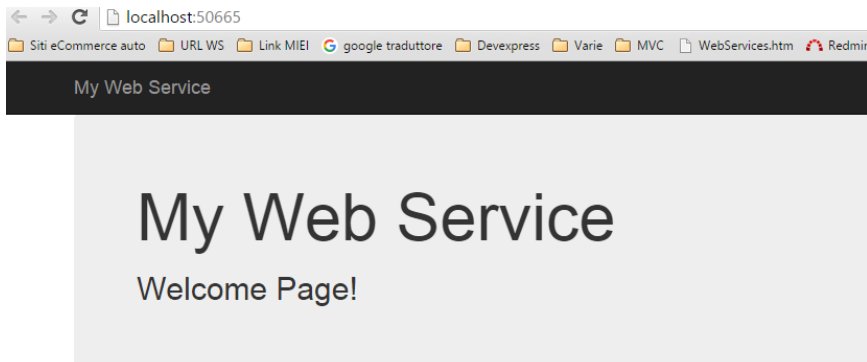 localhost:50665
Siti eCommerce auto URL WS Link MIEI google traduttore Devexpress Varie MVC WebServices.htm Redmin
My Web Service
My Web Service
Welcome Page!